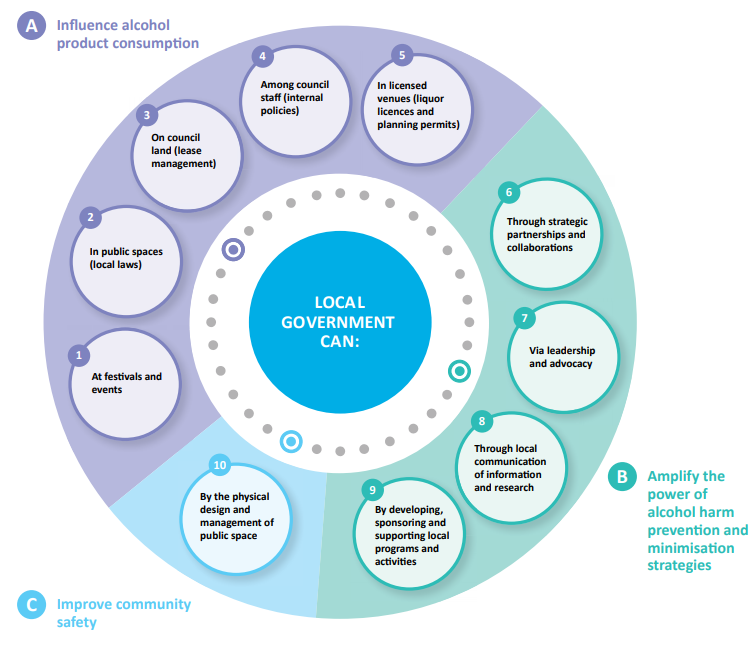 A
Influence alcohol
product consumption
1
At festivals and
events
2
In public spaces
(local laws)
3
On council
land (lease
management)
4
Among council
staff (internal
policies)
5
In licensed
venues (liquor
licences and
planning permits)
LOCAL
GOVERNMENT
CAN:
6
Through strategic
partnerships and
collaborations
7
Via leadership
and advocacy
8
Through local
communication
of information
and research
9
By developing,
sponsoring and
supporting local
programs and
activities
B
Amplify the
power of
alcohol harm
prevention and
minimisation
strategies
10
By the physical
design and
management of
public space
C
Improve community
safety